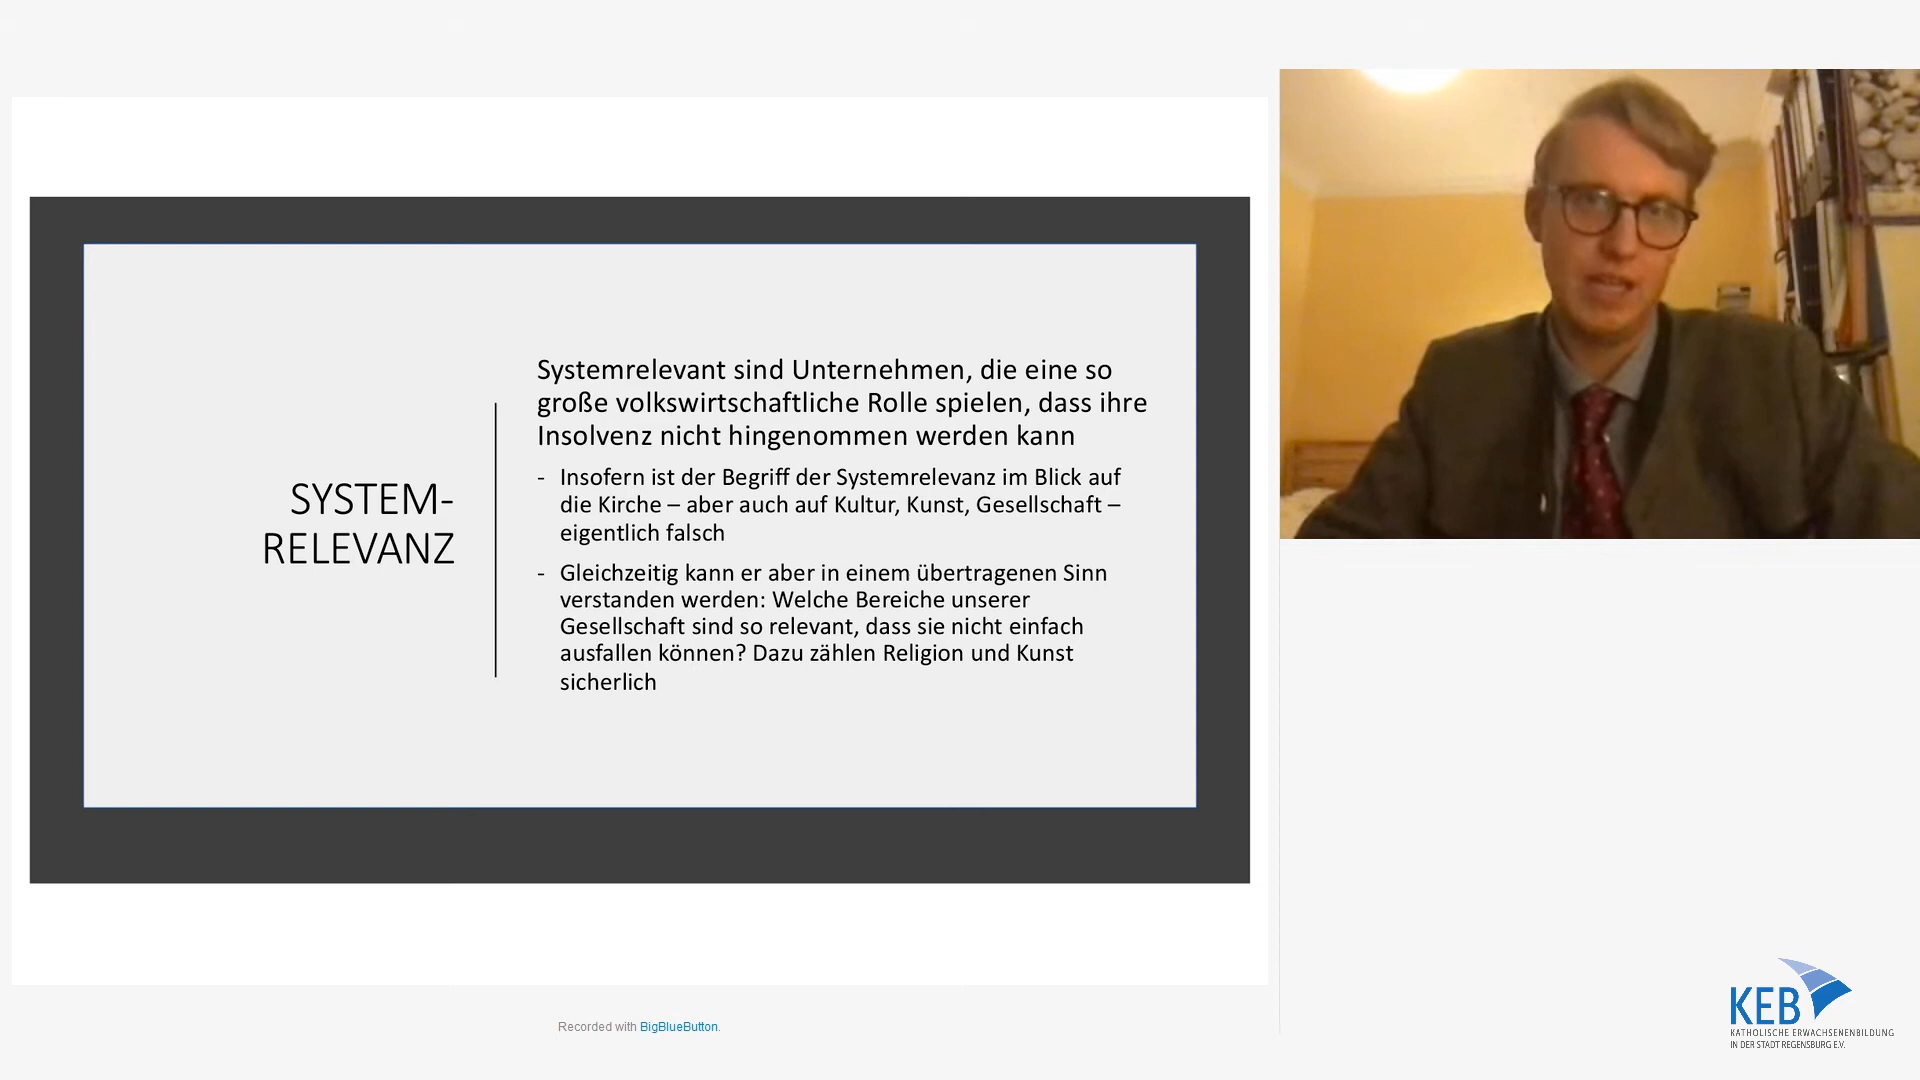 SYSTEM-
RELEVANZ
Systemrelevant sind Unternehmen, die eine so
große volkswirtschaftliche Rolle spielen, dass ihre
Insolvenz nicht hingenommen werden kann
- Insofern ist der Begriff der Systemrelevanz im Blick auf
die Kirche – aber auch auf Kultur, Kunst, Gesellschaft –
eigentlich falsch
- Gleichzeitig kann er aber in einem übertragenen Sinn
verstanden werden: Welche Bereiche unserer
Gesellschaft sind so relevant, dass sie nicht einfach
ausfallen können? Dazu zählen Religion und Kunst
sicherlich
Recorded with BigBlueButton.
KEB
KATHOLISCHE ERWACHSENENBILDUNG
IN DER STADT REGENSBURG E.V.